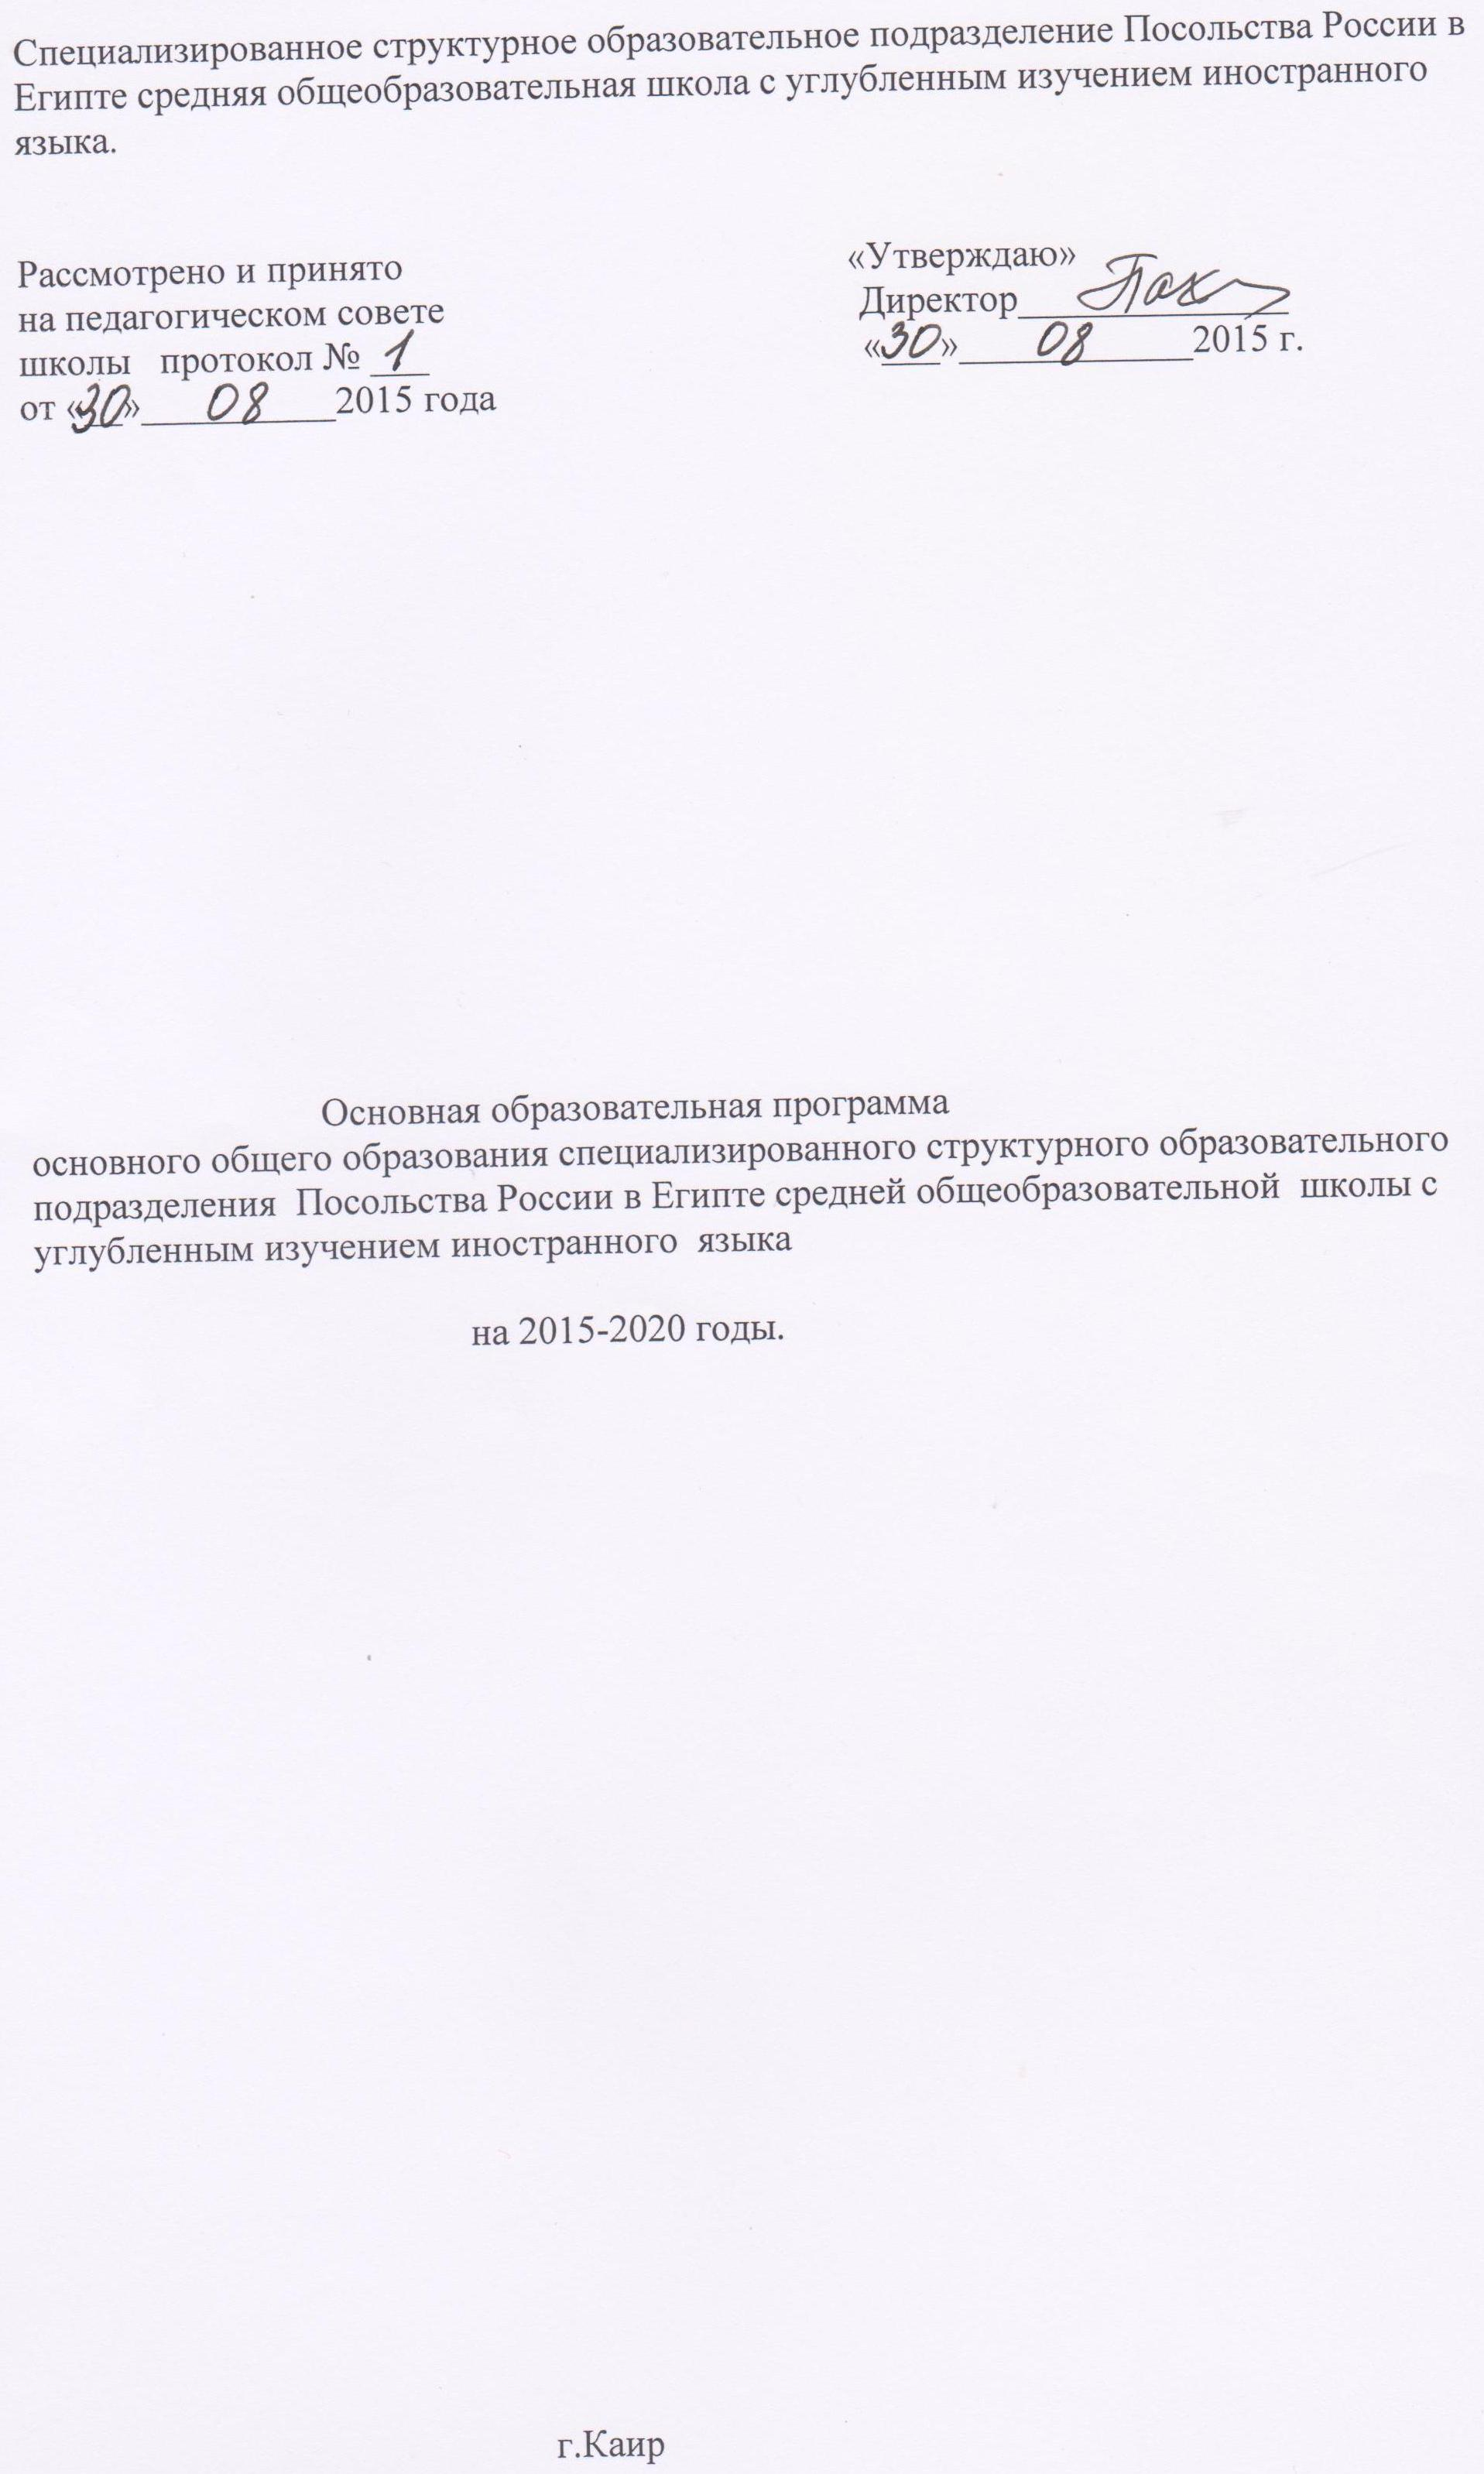 Специализированное структурное образовательное подразделение Посольства России в
Египте средняя общеобразовательная школа с углубленным изучением иностранного
языка.
Рассмотрено и принято
на педагогическом совете
школы протокол № 1
от «30» 08 2015 года
«Утверждаю»
Директор
«30» 08 2015 г.
Основная образовательная программа
основного общего образования специализированного структурного образовательного
подразделения Посольства России в Египте средней общеобразовательной школы с
углубленным изучением иностранного языка
на 2015-2020 годы.
г.Каир